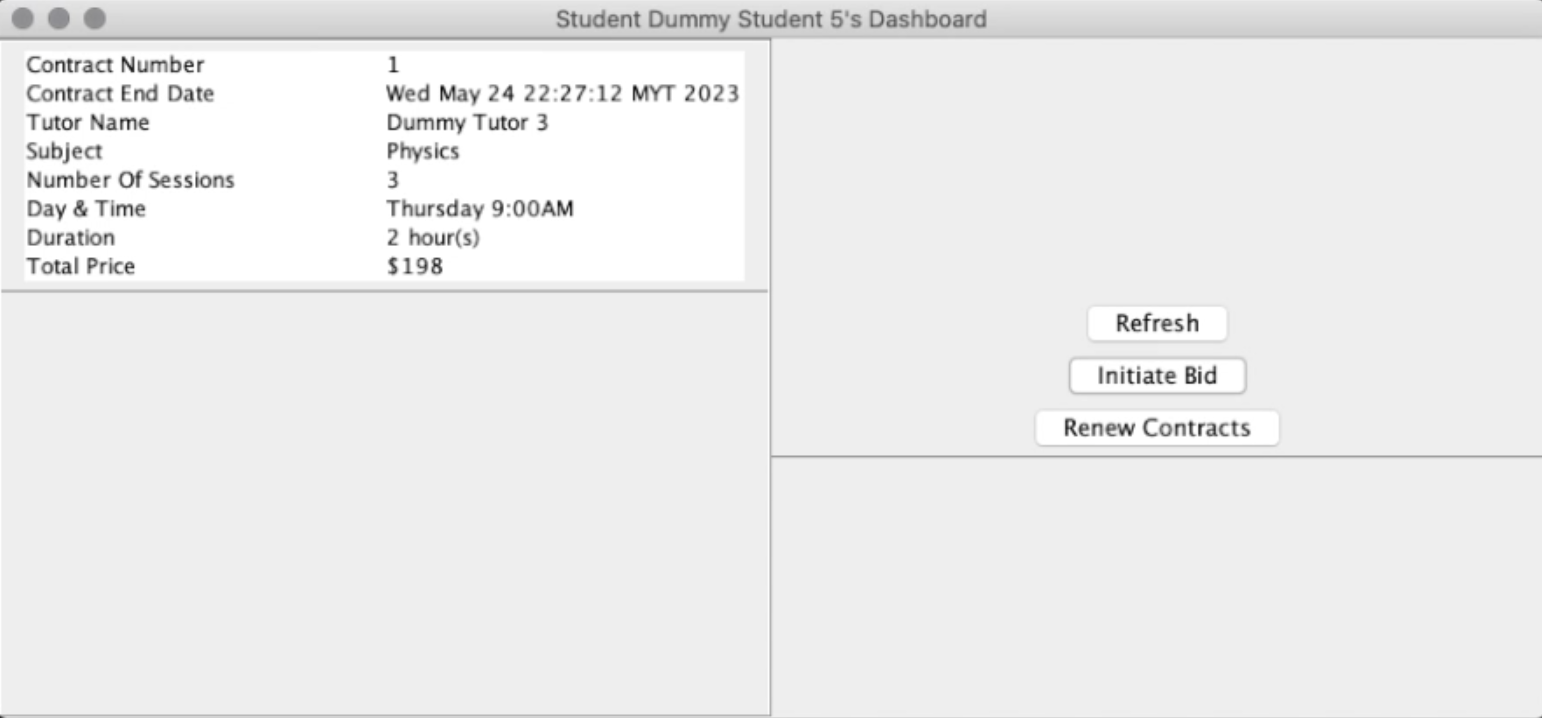 Student Dummy Student 5's Dashboard
Contract Number 1
Contract End Date Wed May 24 22:27:12 MYT 2023
Tutor Name Dummy Tutor 3
Subject Physics
Number Of Sessions 3
Day & Time Thursday 9:00AM
Duration 2 hour(s)
Total Price $198
Refresh
Initiate Bid
Renew Contracts